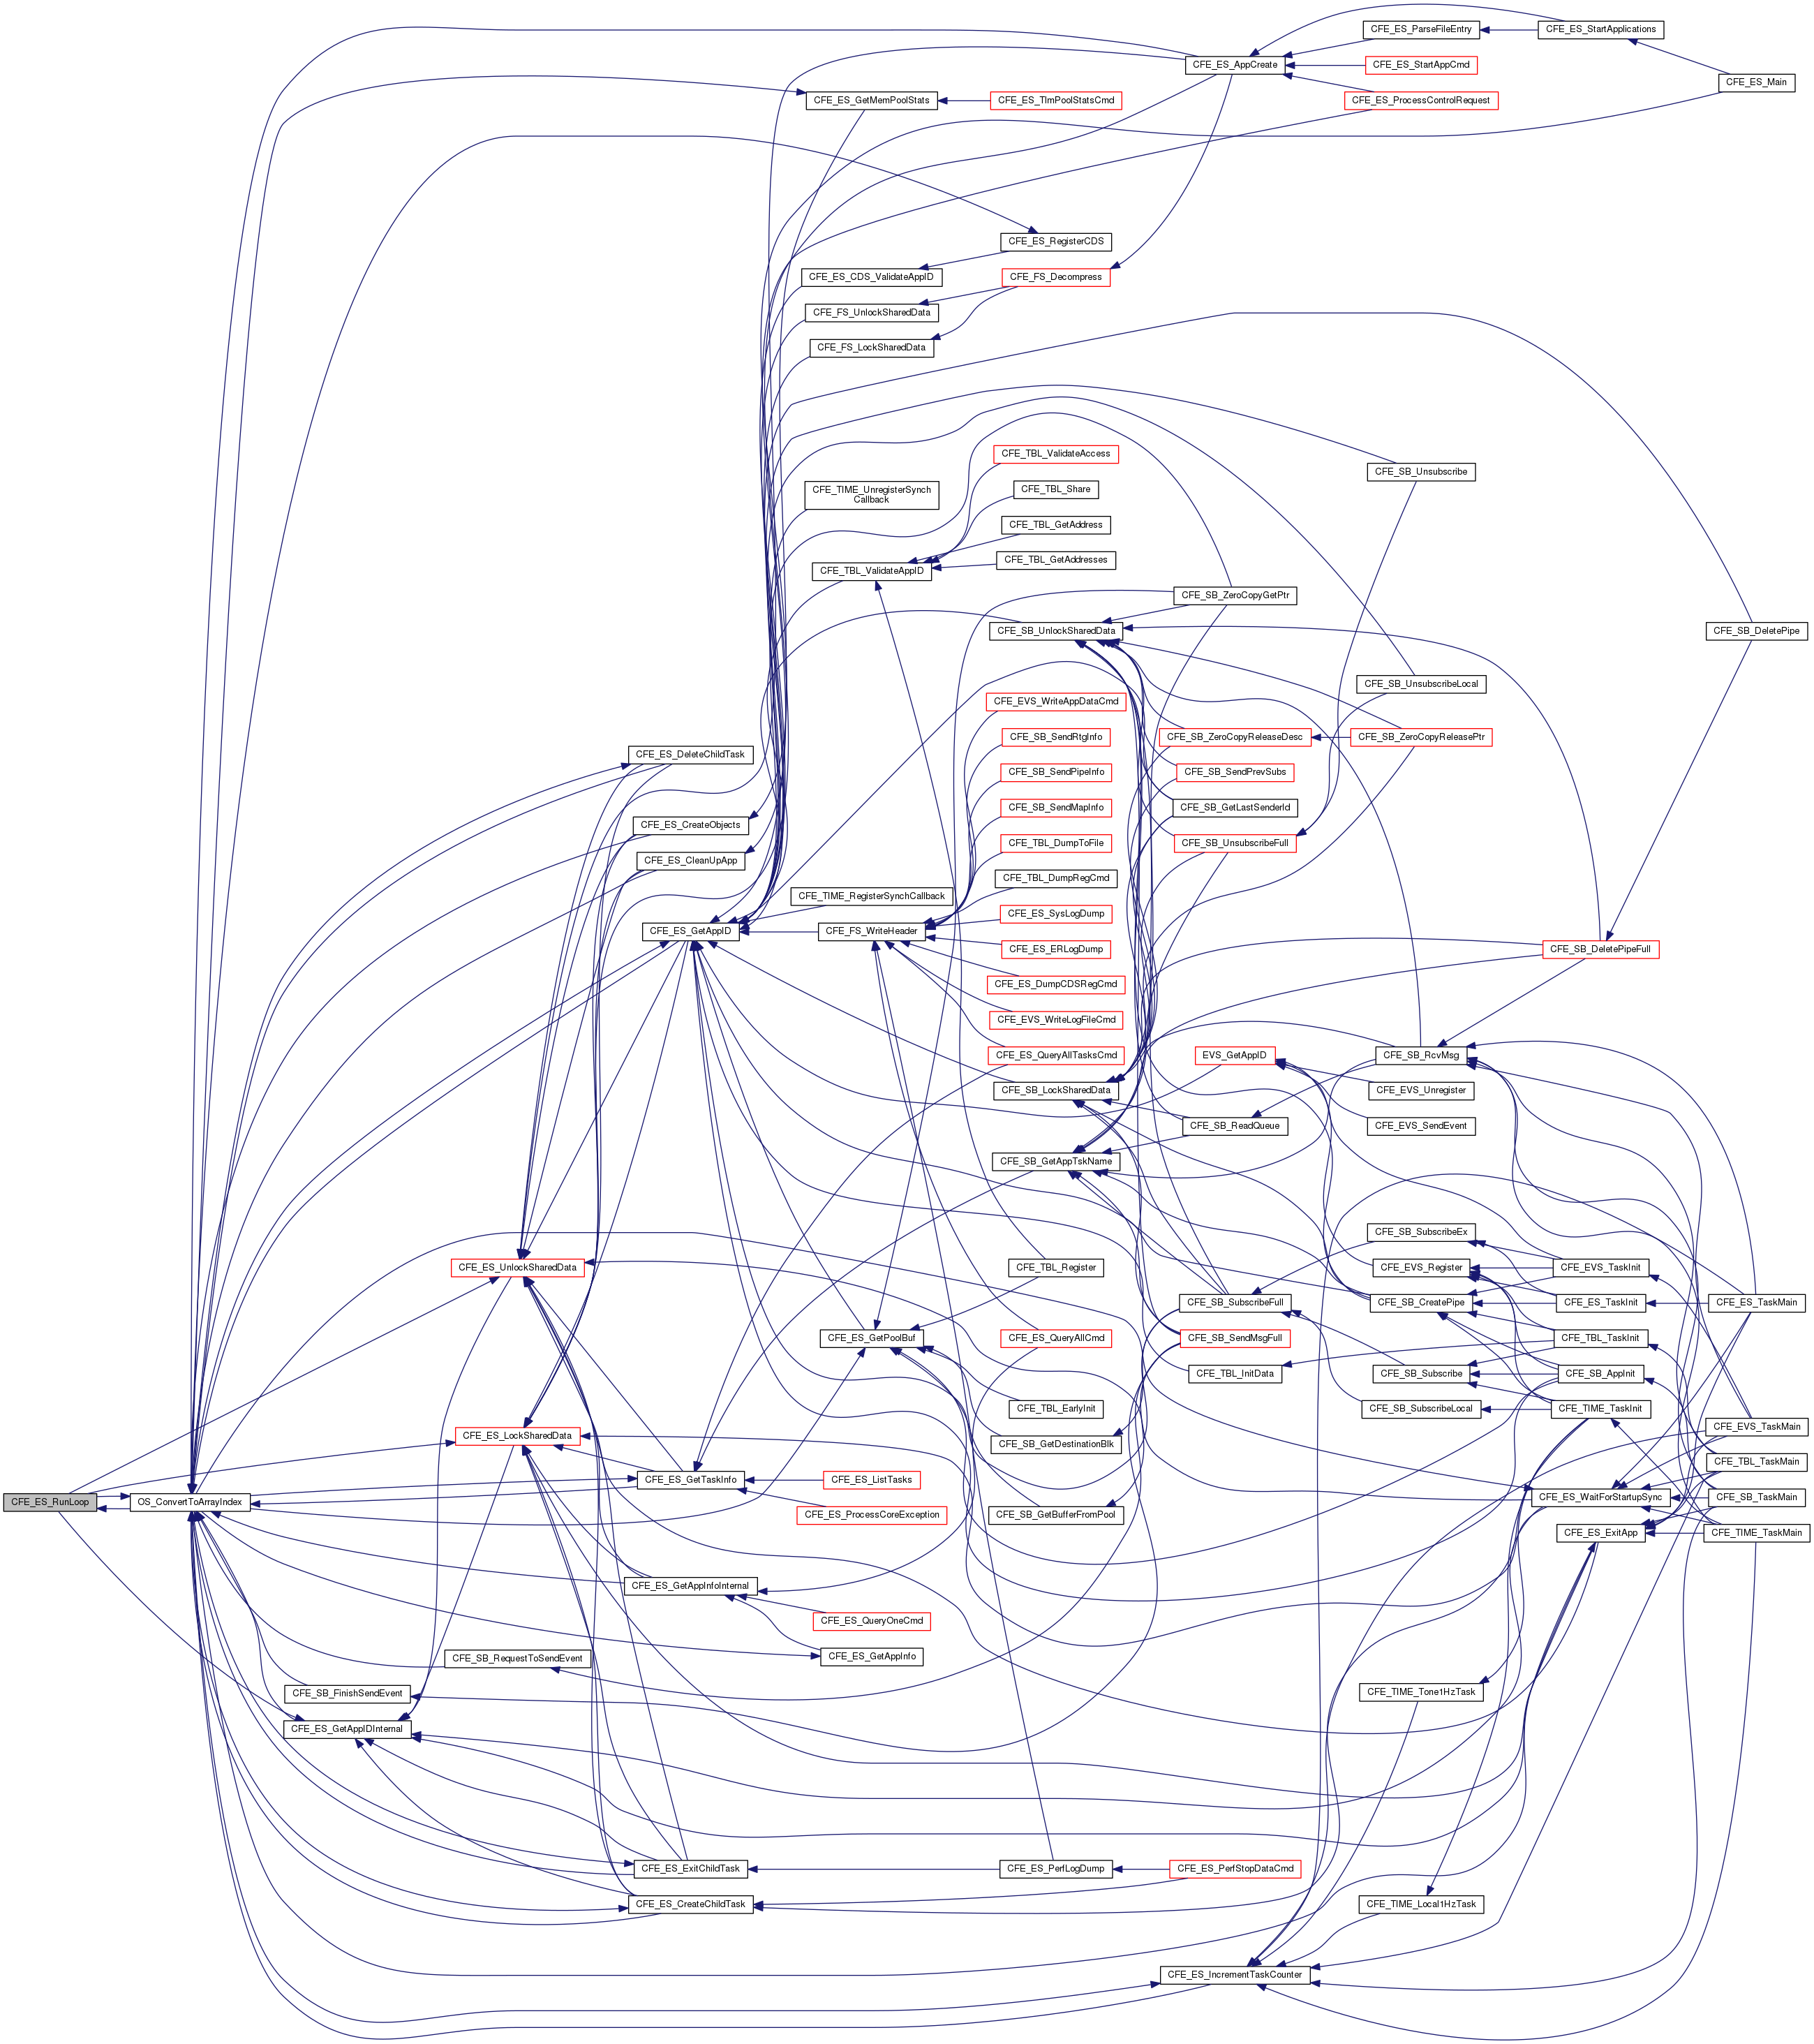 CFE_ES_ParseFileEntry
CFE_ES_StartApplications
CFE_ES_AppCreate
CFE_ES_StartAppCmd
CFE_ES_Main
CFE_ES_GetMemPoolStats
CFE_ES_TlmPoolStatsCmd
CFE_ES_ProcessControlRequest
CFE_ES_RegisterCDS
CFE_ES_CDS_ValidateAppID
CFE_FS_Decompress
CFE_FS_UnlockSharedData
CFE_FS_LockSharedData
CFE_TBL_ValidateAccess
CFE_SB_Unsubscribe
CFE_TIME_UnregisterSynch
Callback
CFE_TBL_Share
CFE_TBL_GetAddress
CFE_TBL_GetAddresses
CFE_TBL_ValidateAppID
CFE_SB_ZeroCopyGetPtr
CFE_SB_UnlockSharedData
CFE_SB_DeletePipe
CFE_SB_UnsubscribeLocal
CFE_EVS_WriteAppDataCmd
CFE_SB_SendRtgInfo
CFE_SB_ZeroCopyReleaseDesc
CFE_SB_ZeroCopyReleasePtr
CFE_ES_DeleteChildTask
CFE_SB_SendPipeInfo
CFE_SB_SendPrevSubs
CFE_SB_SendMapInfo
CFE_SB_GetLastSenderId
CFE_ES_CreateObjects
CFE_TBL_DumpToFile
CFE_SB_UnsubscribeFull
CFE_ES_CleanUpApp
CFE_TBL_DumpRegCmd
CFE_TIME_RegisterSynchCallback
CFE_ES_SysLogDump
CFE_ES_GetAppID
CFE_FS_WriteHeader
CFE_ES_ERLogDump
CFE_SB_DeletePipeFull
CFE_ES_DumpCDSRegCmd
CFE_EVS_WriteLogFileCmd
CFE_ES_QueryAllTasksCmd
EVS_GetAppID
CFE_SB_RcvMsg
CFE_SB_LockSharedData
CFE_EVS_Unregister
CFE_SB_ReadQueue
CFE_EVS_SendEvent
CFE_SB_GetAppTskName
CFE_SB_SubscribeEx
CFE_ES_UnlockSharedData
CFE_TBL_Register
CFE_EVS_Register
CFE_EVS_TaskInit
CFE_SB_SubscribeFull
CFE_SB_CreatePipe
CFE_ES_TaskInit
CFE_ES_TaskMain
CFE_ES_GetPoolBuf
CFE_ES_QueryAllCmd
CFE_SB_SendMsgFull
CFE_TBL_TaskInit
CFE_TBL_InitData
CFE_SB_Subscribe
CFE_SB_AppInit
CFE_TBL_EarlyInit
CFE_SB_SubscribeLocal
CFE_TIME_TaskInit
CFE_EVS_TaskMain
CFE_ES_LockSharedData
CFE_SB_GetDestinationBlk
CFE_TBL_TaskMain
CFE_ES_GetTaskInfo
CFE_ES_ListTasks
CFE_ES_RunLoop
OS_ConvertToArrayIndex
CFE_ES_WaitForStartupSync
CFE_SB_TaskMain
CFE_ES_ProcessCoreException
CFE_SB_GetBufferFromPool
CFE_ES_ExitApp
CFE_TIME_TaskMain
CFE_ES_GetAppInfoInternal
CFE_ES_QueryOneCmd
CFE_SB_RequestToSendEvent
CFE_ES_GetAppInfo
CFE_SB_FinishSendEvent
CFE_TIME_Tone1HzTask
CFE_ES_GetAppIDInternal
CFE_ES_ExitChildTask
CFE_ES_PerfLogDump
CFE_ES_PerfStopDataCmd
CFE_ES_CreateChildTask
CFE_TIME_Local1HzTask
CFE_ES_IncrementTaskCounter